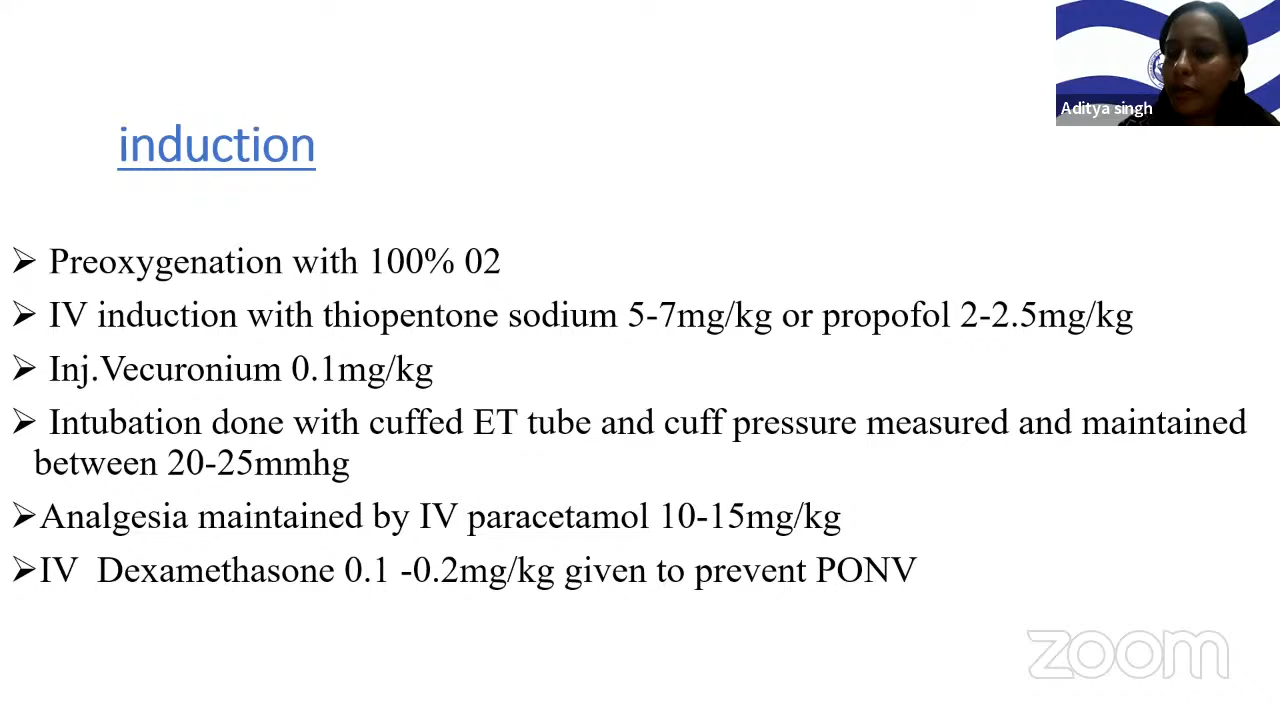 Aditya singh
induction
➢ Preoxygenation with 100% 02
➢ IV induction with thiopentone sodium 5-7mg/kg or propofol 2-2.5mg/kg
➢ Inj.Vecuronium 0.1mg/kg
➢ Intubation done with cuffed ET tube and cuff pressure measured and maintained
between 20-25mmhg
➢Analgesia maintained by IV paracetamol 10-15mg/kg
➢IV Dexamethasone 0.1 -0.2mg/kg given to prevent PONV
zoom